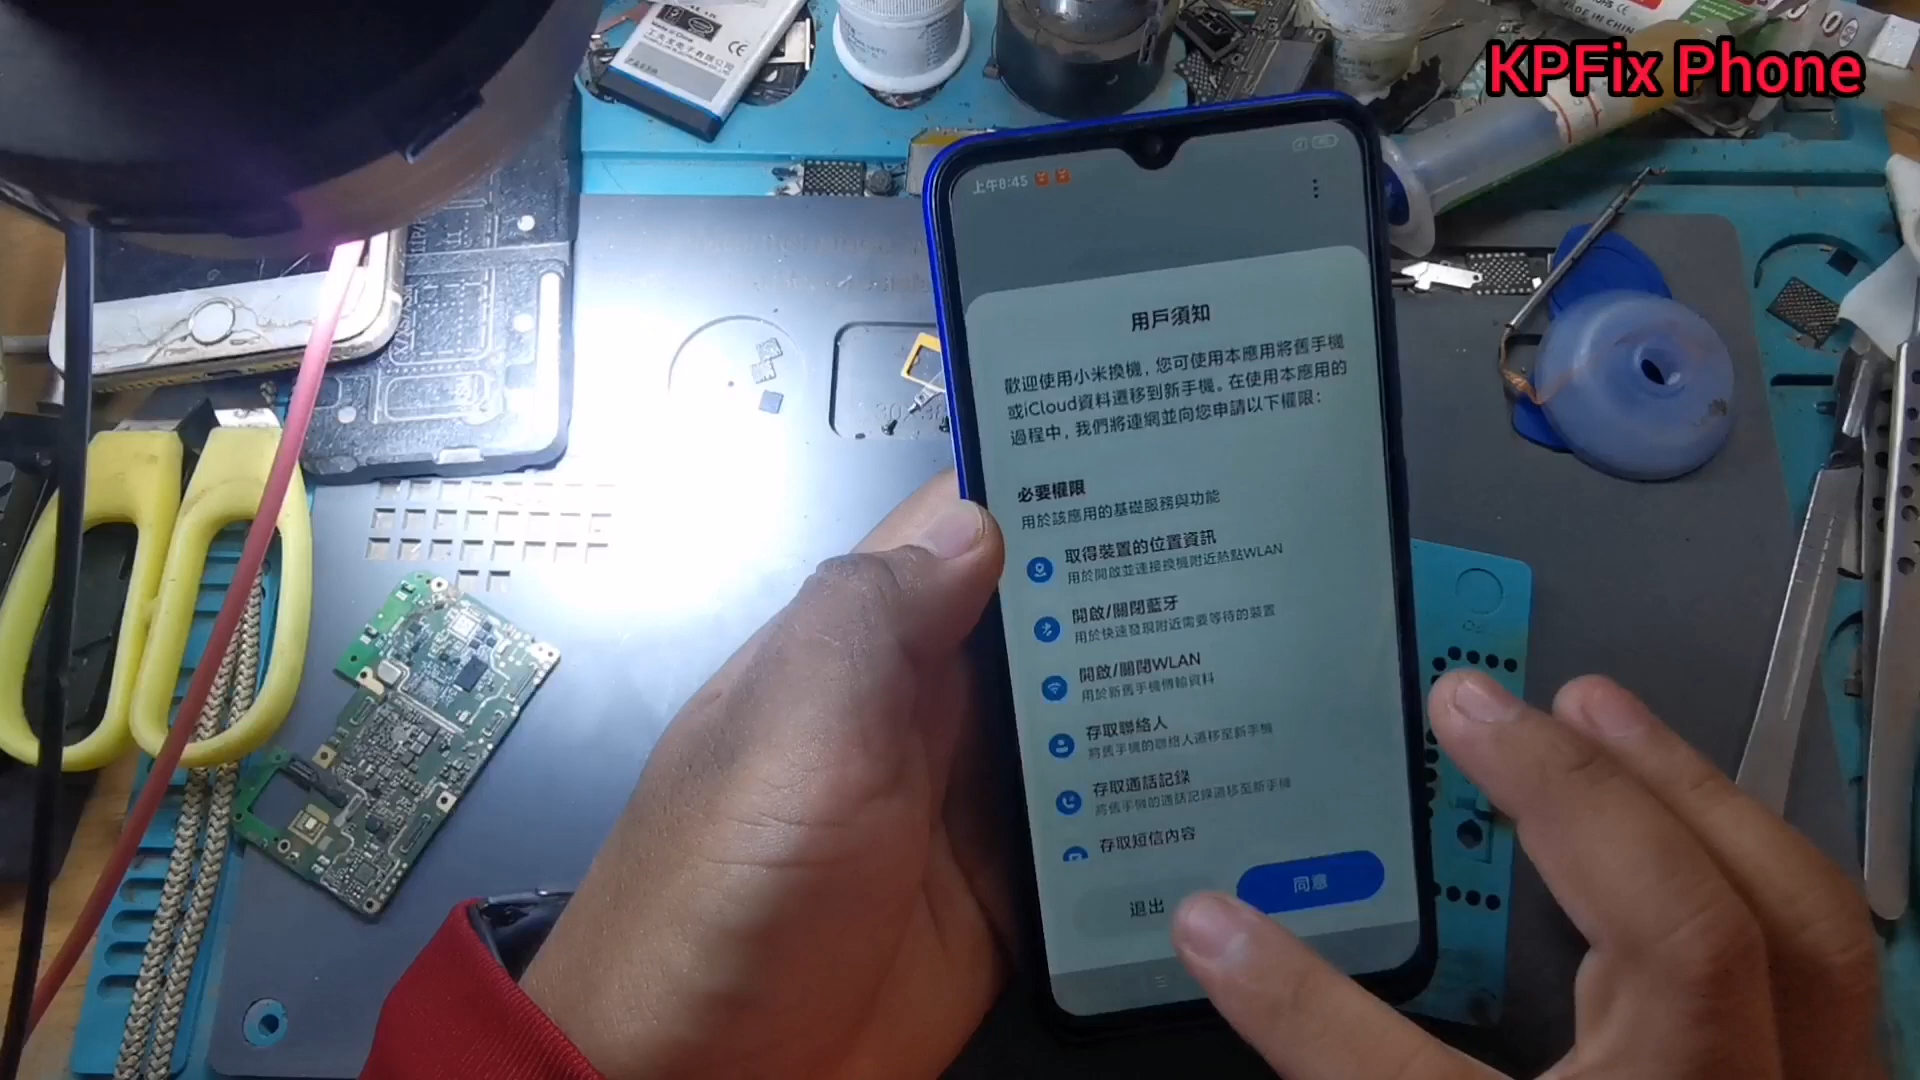 KPFix Phone
上午8:45
用戶須知
歡迎使用小米換機，您可使用本應用將舊手機
或iCloud資料遷移到新手機。在使用本應用的
過程中，我們將連網並向您申請以下權限：
必要權限
用於該應用的基礎服務與功能
取得裝置的位置資訊
用於開啟並連接換機附近熱點WLAN
開啟/關閉藍牙
用於快速發現附近需要等待的裝置
開啟/關閉WLAN
用於新舊手機傳輸資料
存取聯絡人
將舊手機的聯絡人遷移至新手機
存取通話記錄
將舊手機的通話記錄遷移至新手機
存取短信內容
退出
同意